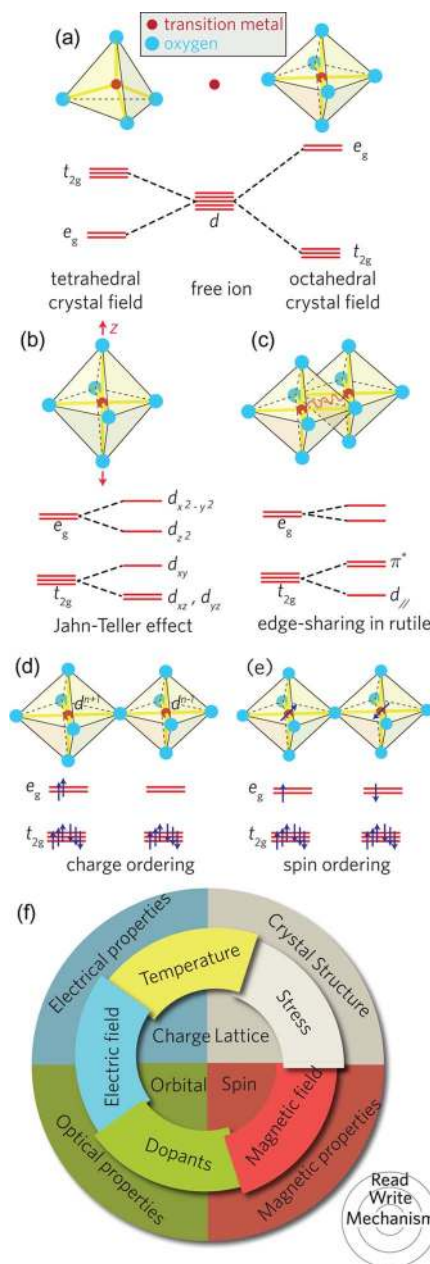 (a)
transition metal
oxygen
t2g
eg
d
eg
t2g
tetrahedral
crystal field
free ion
octahedral
crystal field
(b)
z
dx2-y2
eg
dz2
dxy
t2g
dxz, dyz
Jahn-Teller effect
(c)
eg
π*
t2g
d//
edge-sharing in rutile
(d)
dn+1
dn-1
eg
t2g
charge ordering
(e)
eg
t2g
spin ordering
(f)
Electrical properties
Crystal Structure
Temperature
Stress
Electric field
Charge
Lattice
Orbital
Spin
Magnetic field
Dopants
Optical properties
Magnetic properties
Read
Write
Mechanism